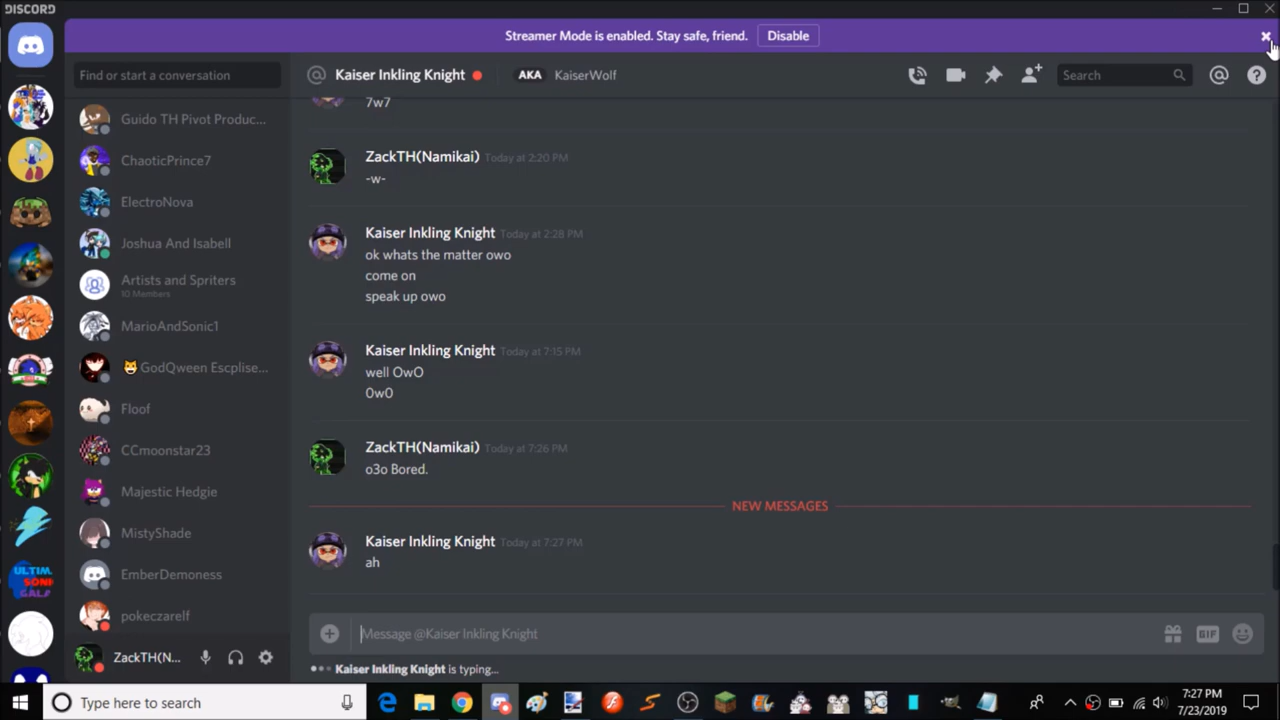 DISCORD
Streamer Mode is enabled. Stay safe, friend. Disable
Find or start a conversation
Kaiser Inkling Knight AKA KaiserWolf
Search
Guido TH Pivot Produc...
ChaoticPrince7
ElectroNova
Joshua And Isabell
Artists and Spriters
10 Members
MarioAndSonic1
GodQween Escplise...
Floof
CCmoonstar23
Majestic Hedgie
MistyShade
EmberDemoness
pokeczarelf
ZackTH(N...
ULTIM
SONIC
GALA
7w7
ZackTH(Namikai) Today at 2:20 PM
-w-
Kaiser Inkling Knight Today at 2:28 PM
ok whats the matter owo
come on
speak up owo
Kaiser Inkling Knight Today at 7:15 PM
well OwO
0w0
ZackTH(Namikai) Today at 7:26 PM
o3o Bored.
NEW MESSAGES
Kaiser Inkling Knight Today at 7:27 PM
ah
Message @Kaiser Inkling Knight
GIF
Kaiser Inkling Knight is typing...
Type here to search
7:27 PM
7/23/2019